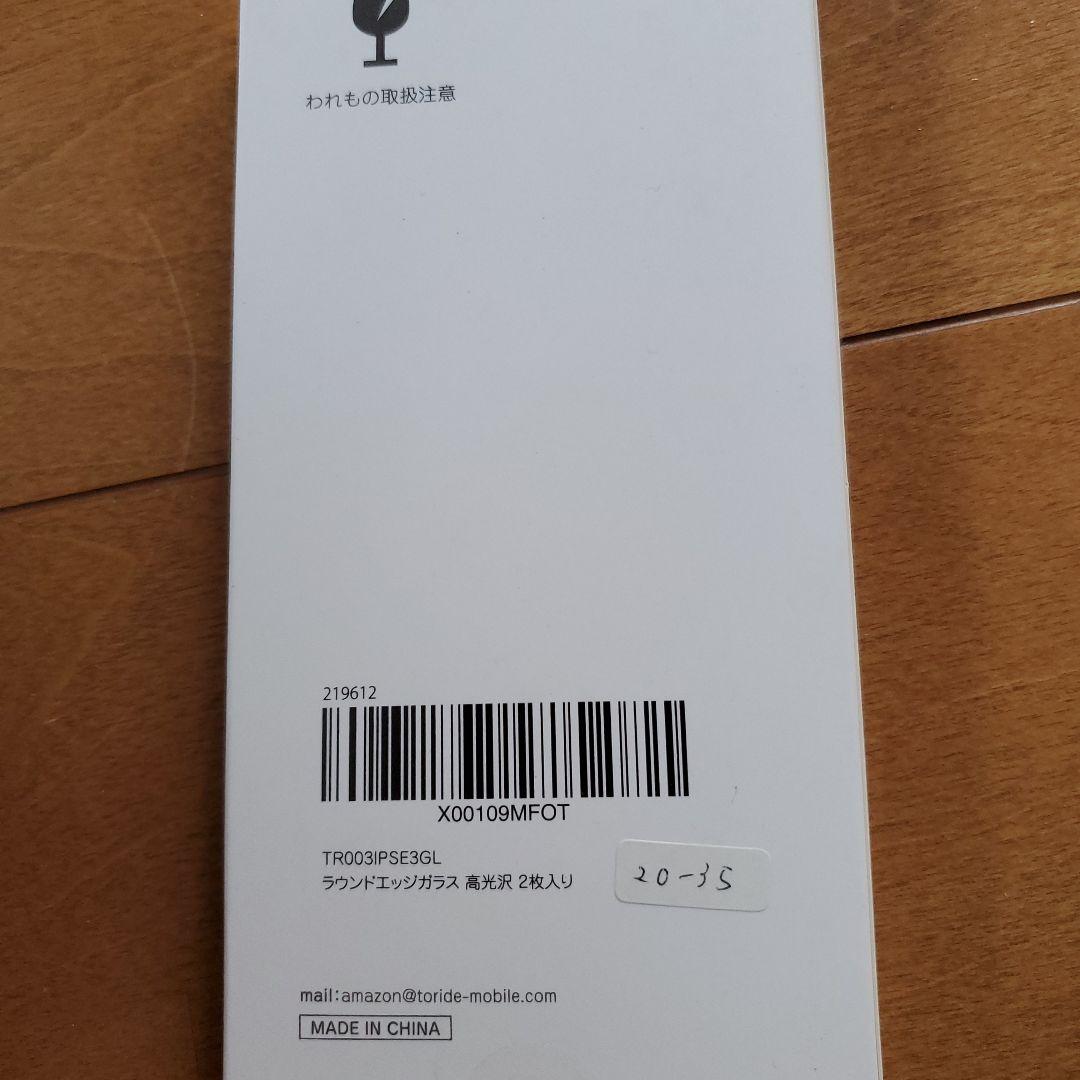 われもの取扱注意
219612
X00109MFOT
TR003IPSE3GL
ラウンドエッジガラス 高光沢 2枚入り
20-35
mail:amazon@toride-mobile.com
MADE IN CHINA